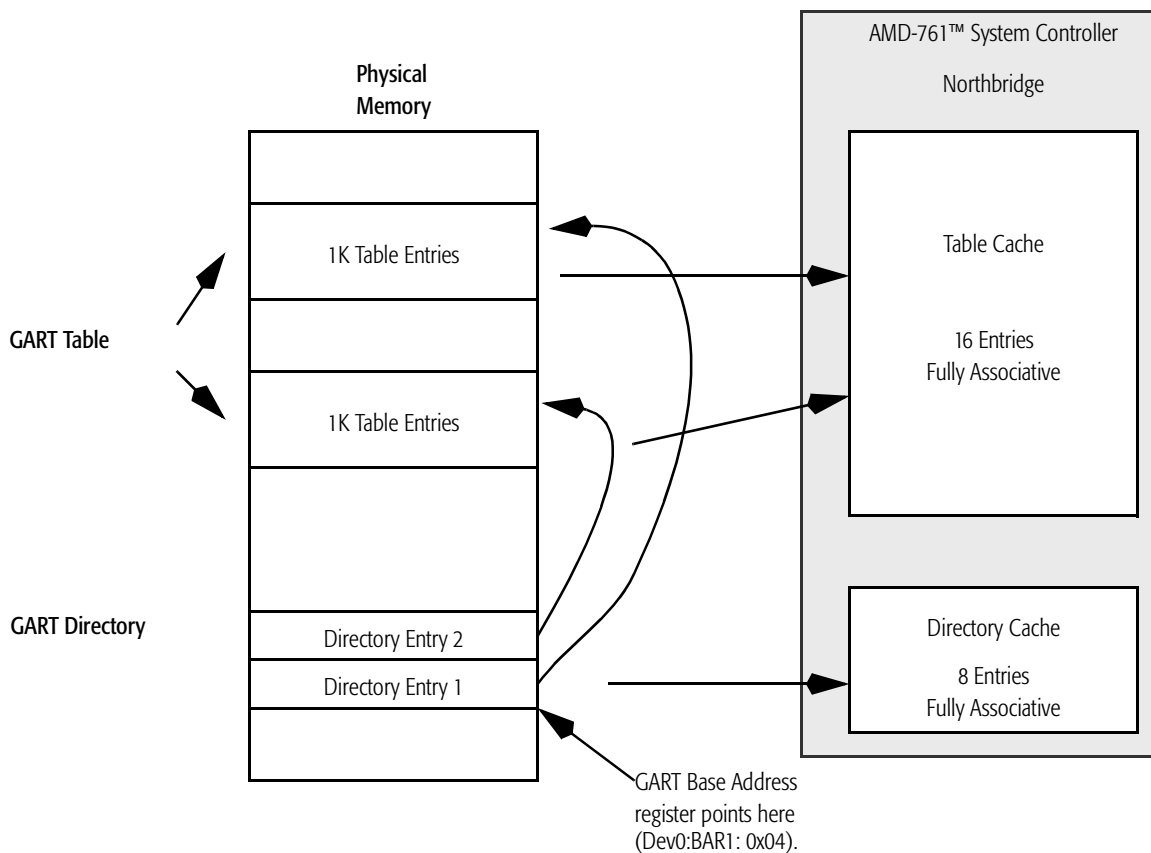 AMD-761™ System Controller
Northbridge
Physical
Memory
1K Table Entries
Table Cache
16 Entries
Fully Associative
GART Table
1K Table Entries
GART Directory
Directory Entry 2
Directory Entry 1
Directory Cache
8 Entries
Fully Associative
GART Base Address
register points here
(Dev0:BAR1: 0x04).